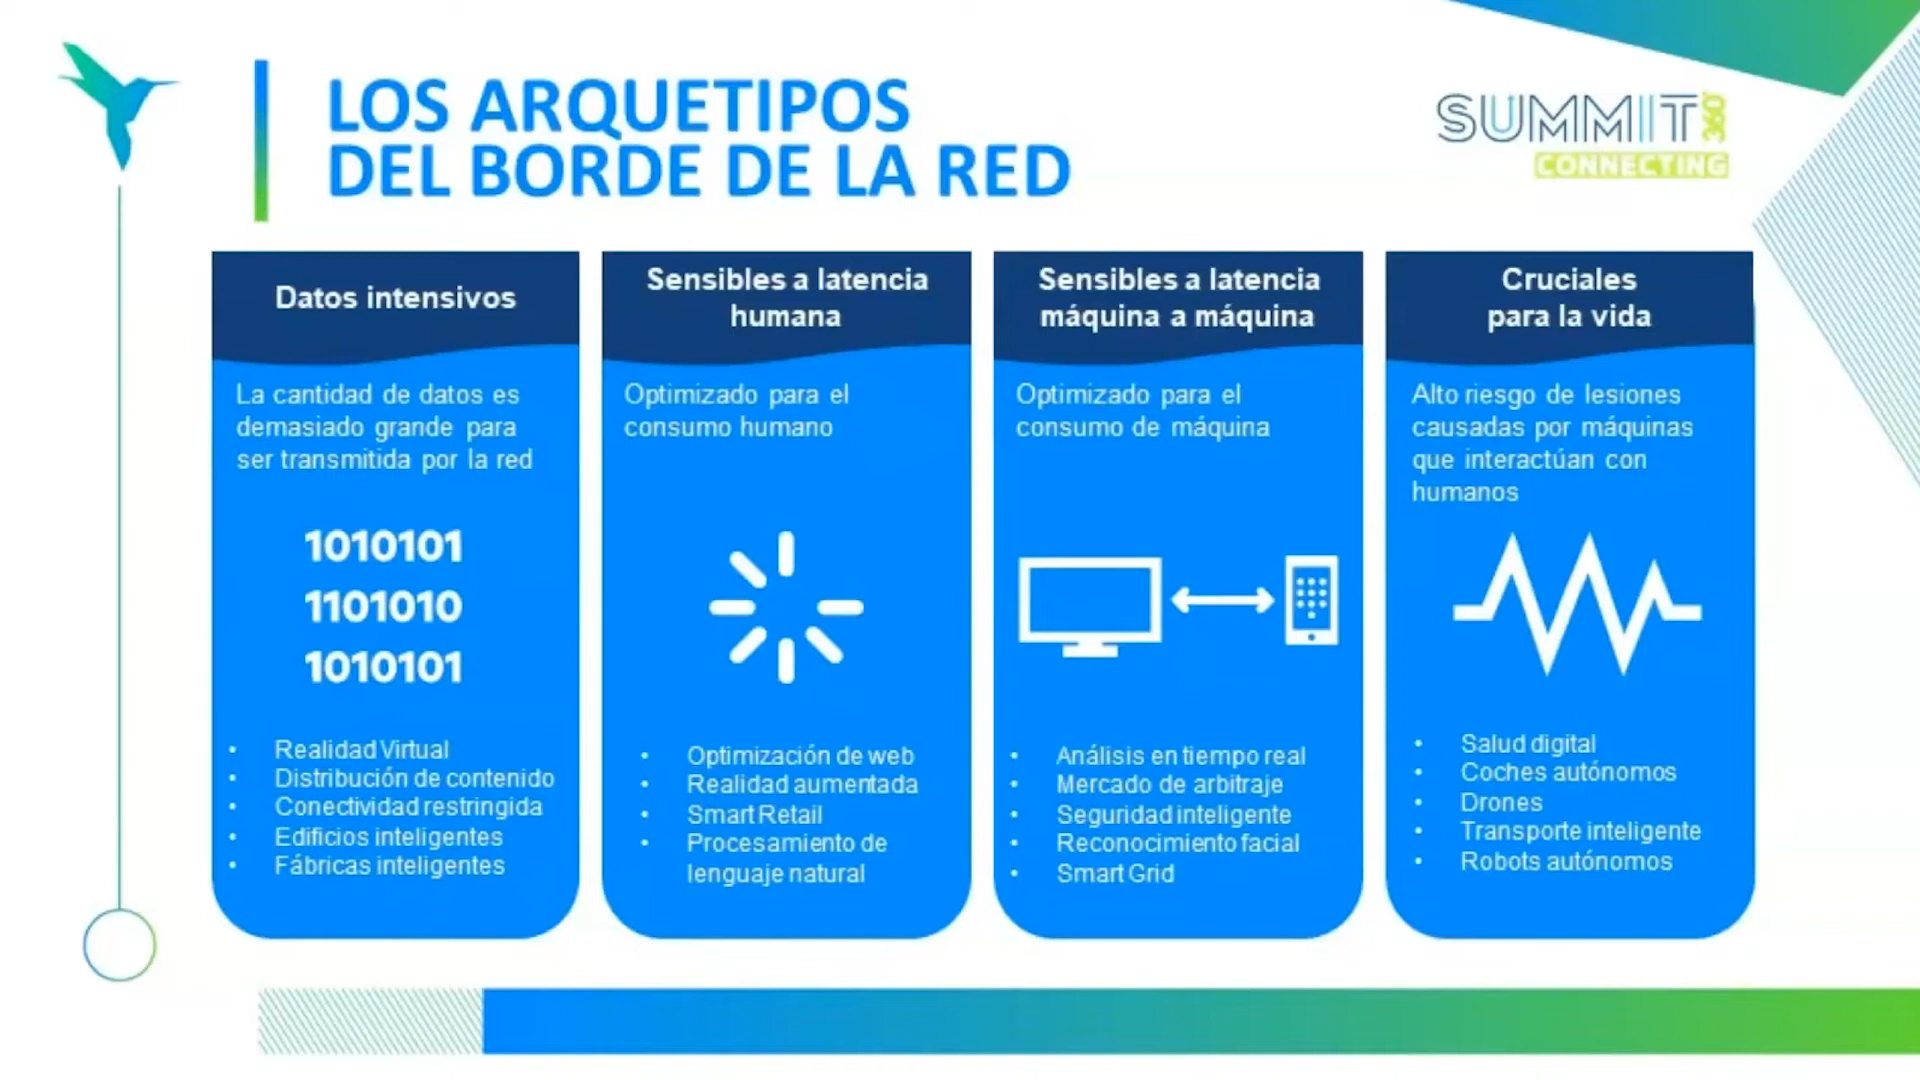 LOS ARQUETIPOS
DEL BORDE DE LA RED
SUMMIT 360
CONNECTING
Datos intensivos
La cantidad de datos es
demasiado grande para
ser transmitida por la red
1010101
1101010
1010101
• Realidad Virtual
• Distribución de contenido
• Conectividad restringida
• Edificios inteligentes
• Fábricas inteligentes
Sensibles a latencia
humana
Optimizado para el
consumo humano
• Optimización de web
• Realidad aumentada
• Smart Retail
• Procesamiento de
lenguaje natural
Sensibles a latencia
máquina a máquina
Optimizado para el
consumo de máquina
• Análisis en tiempo real
• Mercado de arbitraje
• Seguridad inteligente
• Reconocimiento facial
• Smart Grid
Cruciales
para la vida
Alto riesgo de lesiones
causadas por máquinas
que interactúan con
humanos
• Salud digital
• Coches autónomos
• Drones
• Transporte inteligente
• Robots autónomos